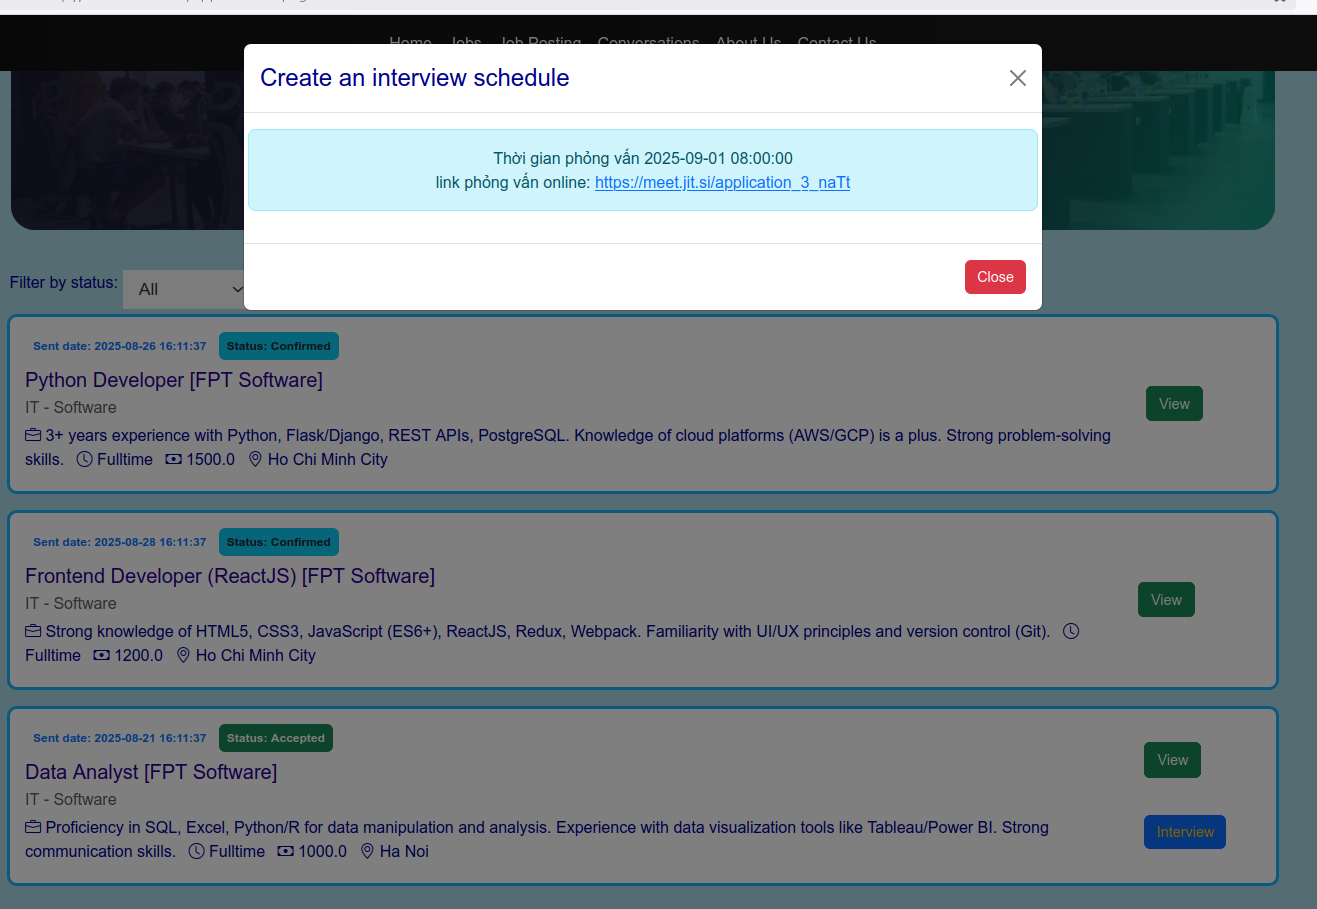 Home Jobs Job Posting Conversations About Us Contact Us
Create an interview schedule
Thời gian phỏng vấn 2025-09-01 08:00:00
link phỏng vấn online: https://meet.jit.si/application_3_naTt
Close
Filter by status: All
Sent date: 2025-08-26 16:11:37 Status: Confirmed
Python Developer [FPT Software]
IT - Software
View
3+ years experience with Python, Flask/Django, REST APIs, PostgreSQL. Knowledge of cloud platforms (AWS/GCP) is a plus. Strong problem-solving
skills. Fulltime 1500.0 Ho Chi Minh City
Sent date: 2025-08-28 16:11:37 Status: Confirmed
Frontend Developer (ReactJS) [FPT Software]
IT - Software
View
Strong knowledge of HTML5, CSS3, JavaScript (ES6+), ReactJS, Redux, Webpack. Familiarity with UI/UX principles and version control (Git).
Fulltime 1200.0 Ho Chi Minh City
Sent date: 2025-08-21 16:11:37 Status: Accepted
Data Analyst [FPT Software]
View
IT - Software
Proficiency in SQL, Excel, Python/R for data manipulation and analysis. Experience with data visualization tools like Tableau/Power BI. Strong
Interview
communication skills. Fulltime 1000.0 Ha Noi